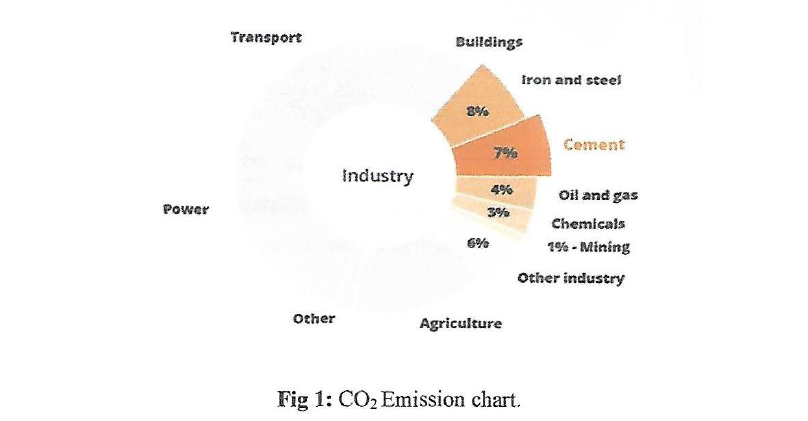 Transport
Buildings
Iron and steel
8%
Cement
7%
Industry
4%
Oil and gas
3%
Chemicals
Power
6%
1% - Mining
Other industry
Other
Agriculture
Fig 1: CO₂ Emission chart.